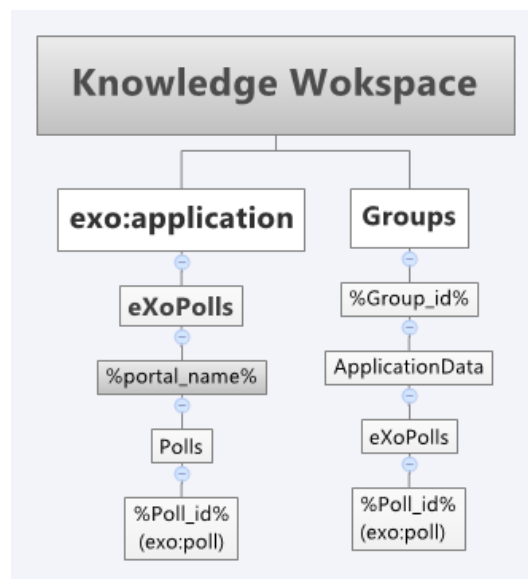 Knowledge Wokspace
exo:application
Groups
eXoPolls
%Group_id%
%portal_name%
ApplicationData
Polls
eXoPolls
%Poll_id%
(exo:poll)
%Poll_id%
(exo:poll)